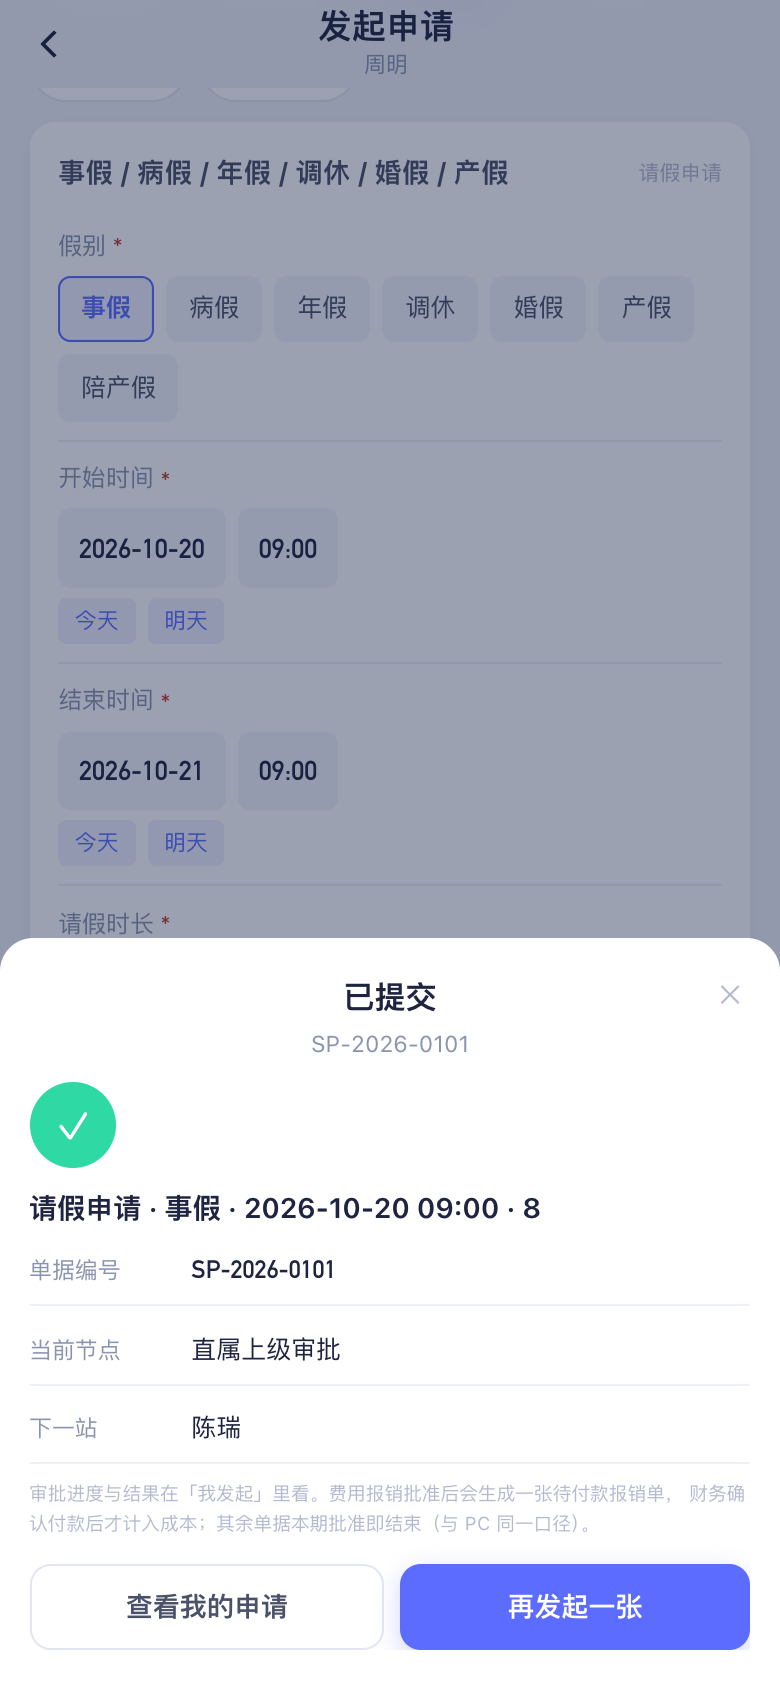 发起申请
周明
事假 / 病假 / 年假 / 调休 / 婚假 / 产假
请假申请
假别 *
事假 病假 年假 调休 婚假 产假
陪产假
开始时间 *
2026-10-20 09:00
今天 明天
结束时间 *
2026-10-21 09:00
今天 明天
请假时长 *
已提交
SP-2026-0101
请假申请 · 事假 · 2026-10-20 09:00 · 8
单据编号 SP-2026-0101
当前节点 直属上级审批
下一站 陈瑞
审批进度与结果在「我发起」里看。费用报销批准后会生成一张待付款报销单， 财务确
认付款后才计入成本；其余单据本期批准即结束（与 PC 同一口径）。
查看我的申请 再发起一张